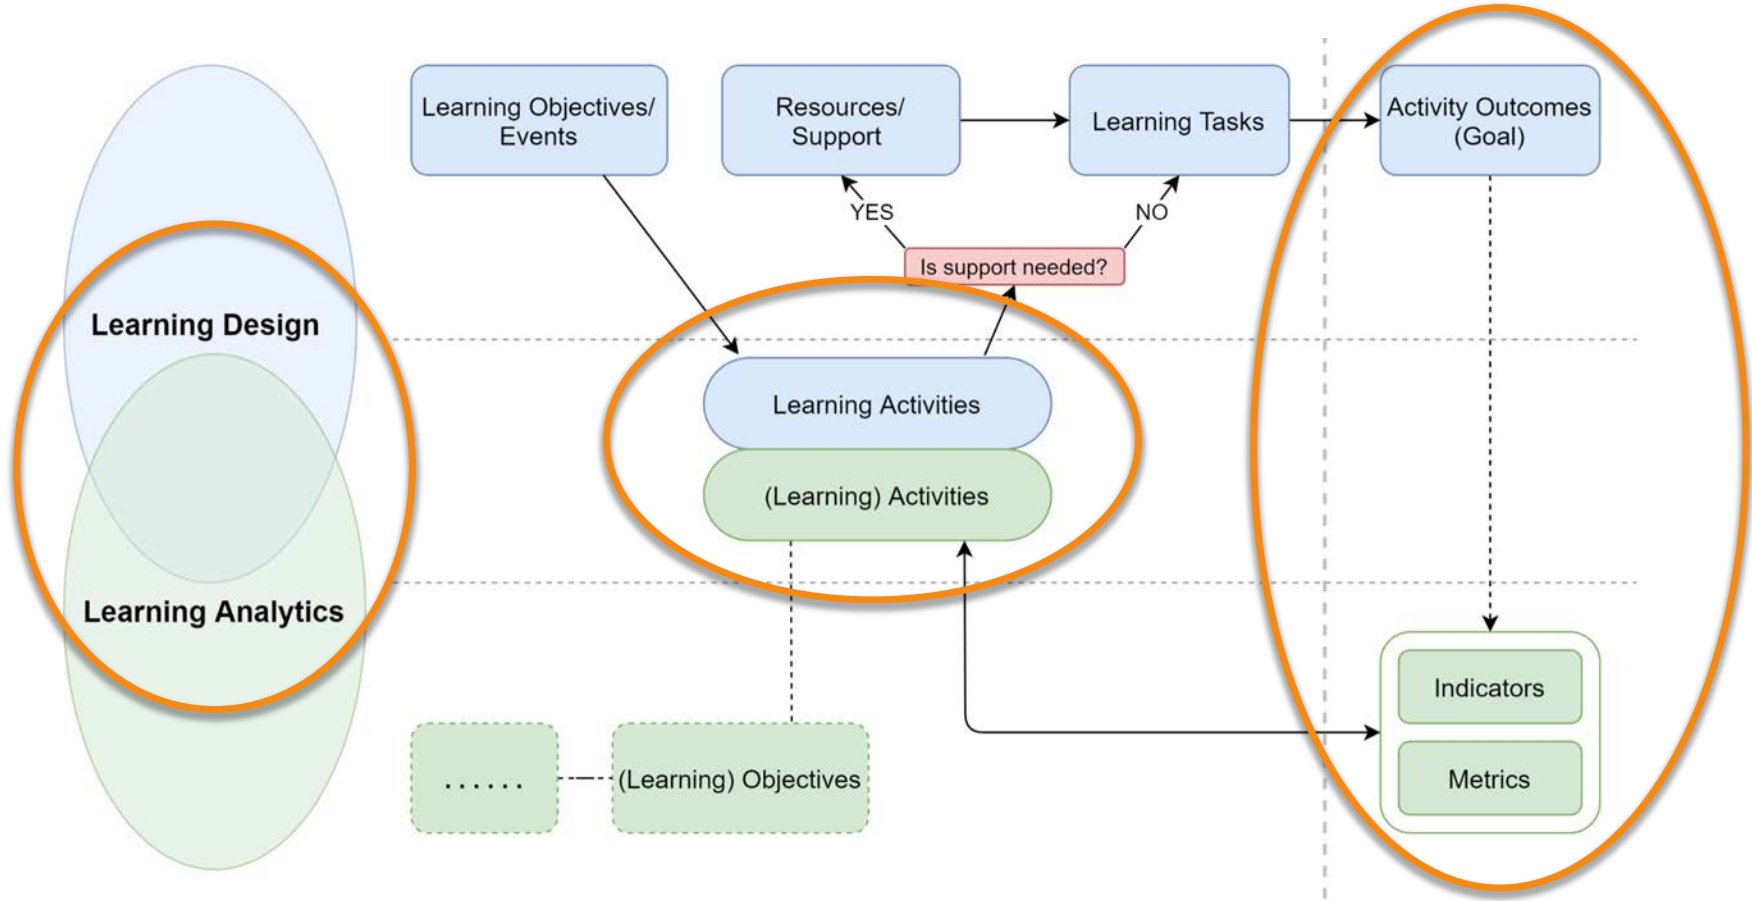 Learning Objectives/
Events
Resources/
Support
Learning Tasks
Activity Outcomes
(Goal)
YES
NO
Is support needed?
Learning Design
Learning Activities
(Learning) Activities
Learning Analytics
Indicators
Metrics
......
(Learning) Objectives